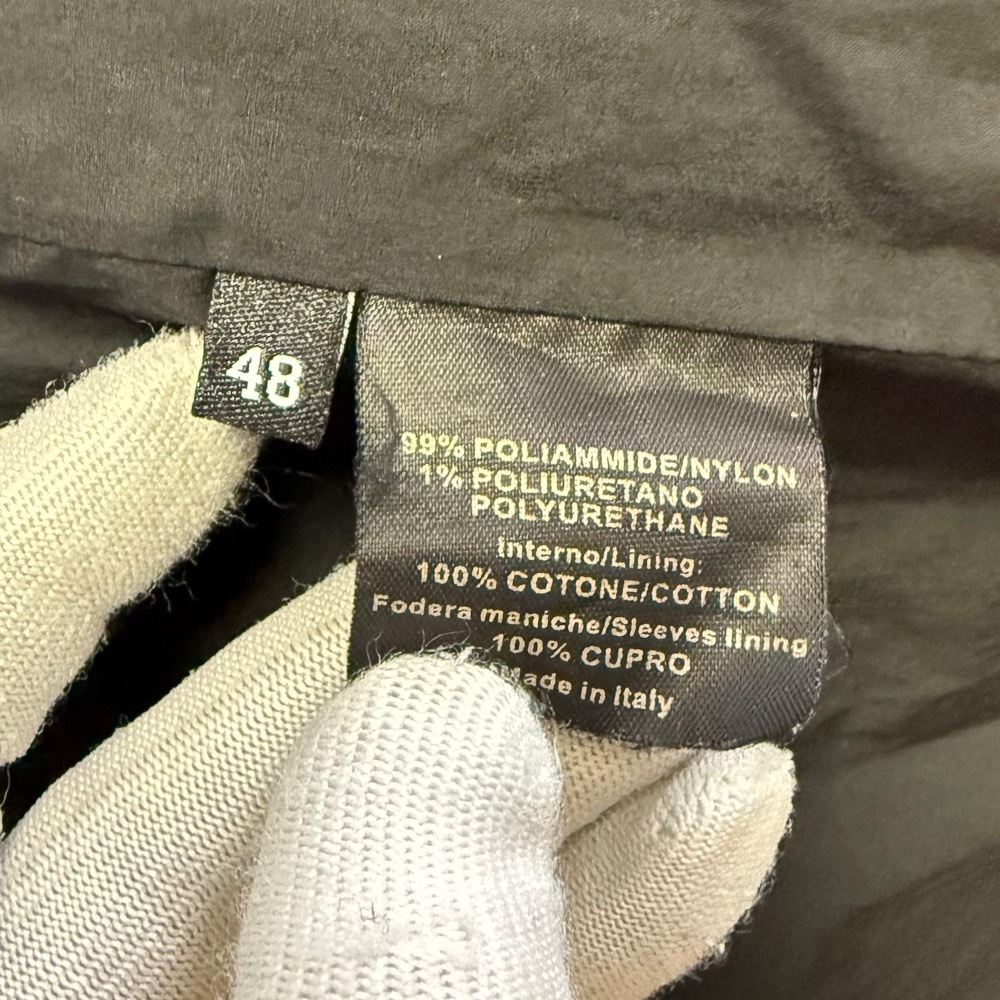 48
99% POLIAMMIDE/NYLON
1% POLIURETANO
POLYURETHANE
Interno/Lining:
100% COTONE/COTTON
Fodera maniche/Sleeves lining
100% CUPRO
Made in Italy